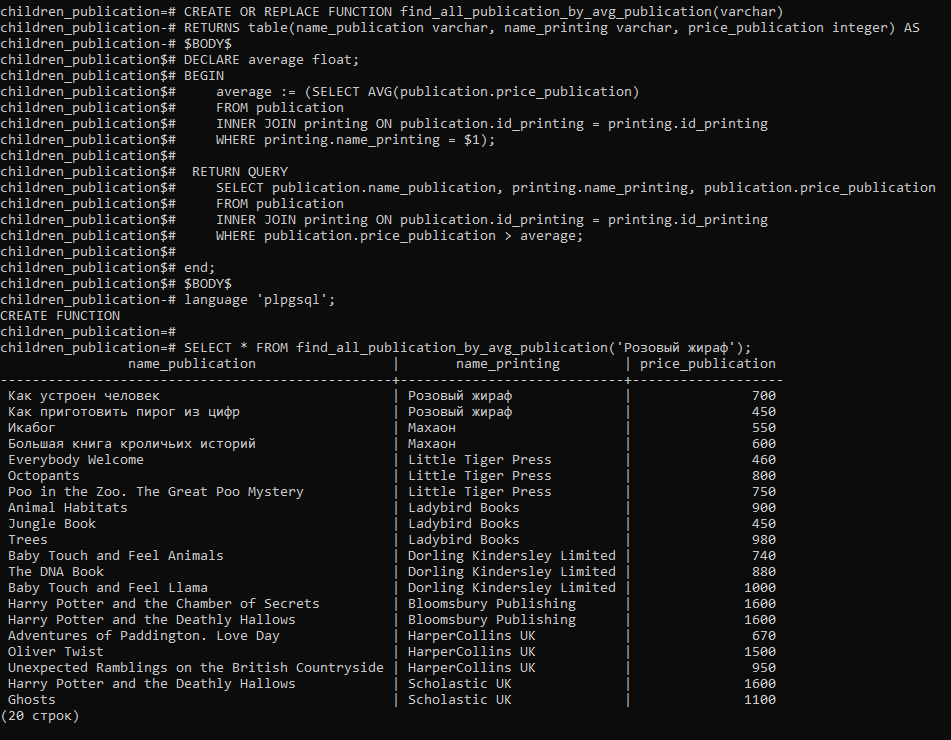 children_publication=# CREATE OR REPLACE FUNCTION find_all_publication_by_avg_publication(varchar)
children_publication-# RETURNS table(name_publication varchar, name_printing varchar, price_publication integer) AS
children_publication-# $BODY$
children_publication$# DECLARE average float;
children_publication$# BEGIN
children_publication$#     average := (SELECT AVG(publication.price_publication)
children_publication$#     FROM publication
children_publication$#     INNER JOIN printing ON publication.id_printing = printing.id_printing
children_publication$#     WHERE printing.name_printing = $1);
children_publication$#
children_publication$#  RETURN QUERY
children_publication$#     SELECT publication.name_publication, printing.name_printing, publication.price_publication
children_publication$#     FROM publication
children_publication$#     INNER JOIN printing ON publication.id_printing = printing.id_printing
children_publication$#     WHERE publication.price_publication > average;
children_publication$#
children_publication$# end;
children_publication$# $BODY$
children_publication-# language 'plpgsql';
CREATE FUNCTION
children_publication=#
children_publication=# SELECT * FROM find_all_publication_by_avg_publication('Розовый жираф');
name_publication | name_printing | price_publication
-------------------------------------------------+----------------------------+-------------------
Как устроен человек | Розовый жираф | 700
Как приготовить пирог из цифр | Розовый жираф | 450
Икабог | Махаон | 550
Большая книга кроличьих историй | Махаон | 600
Everybody Welcome | Little Tiger Press | 460
Octopants | Little Tiger Press | 800
Poo in the Zoo. The Great Poo Mystery | Little Tiger Press | 750
Animal Habitats | Ladybird Books | 900
Jungle Book | Ladybird Books | 450
Trees | Ladybird Books | 980
Baby Touch and Feel Animals | Dorling Kindersley Limited | 740
The DNA Book | Dorling Kindersley Limited | 880
Baby Touch and Feel Llama | Dorling Kindersley Limited | 1000
Harry Potter and the Chamber of Secrets | Bloomsbury Publishing | 1600
Harry Potter and the Deathly Hallows | Bloomsbury Publishing | 1600
Adventures of Paddington. Love Day | HarperCollins UK | 670
Oliver Twist | HarperCollins UK | 1500
Unexpected Ramblings on the British Countryside | HarperCollins UK | 950
Harry Potter and the Deathly Hallows | Scholastic UK | 1600
Ghosts | Scholastic UK | 1100
(20 строк)